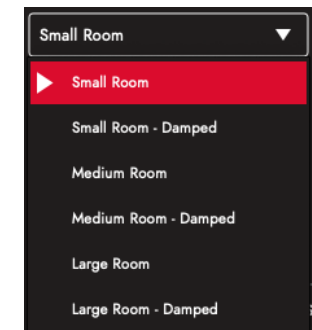 Small Room
Small Room
Small Room - Damped
Medium Room
Medium Room - Damped
Large Room
Large Room - Damped